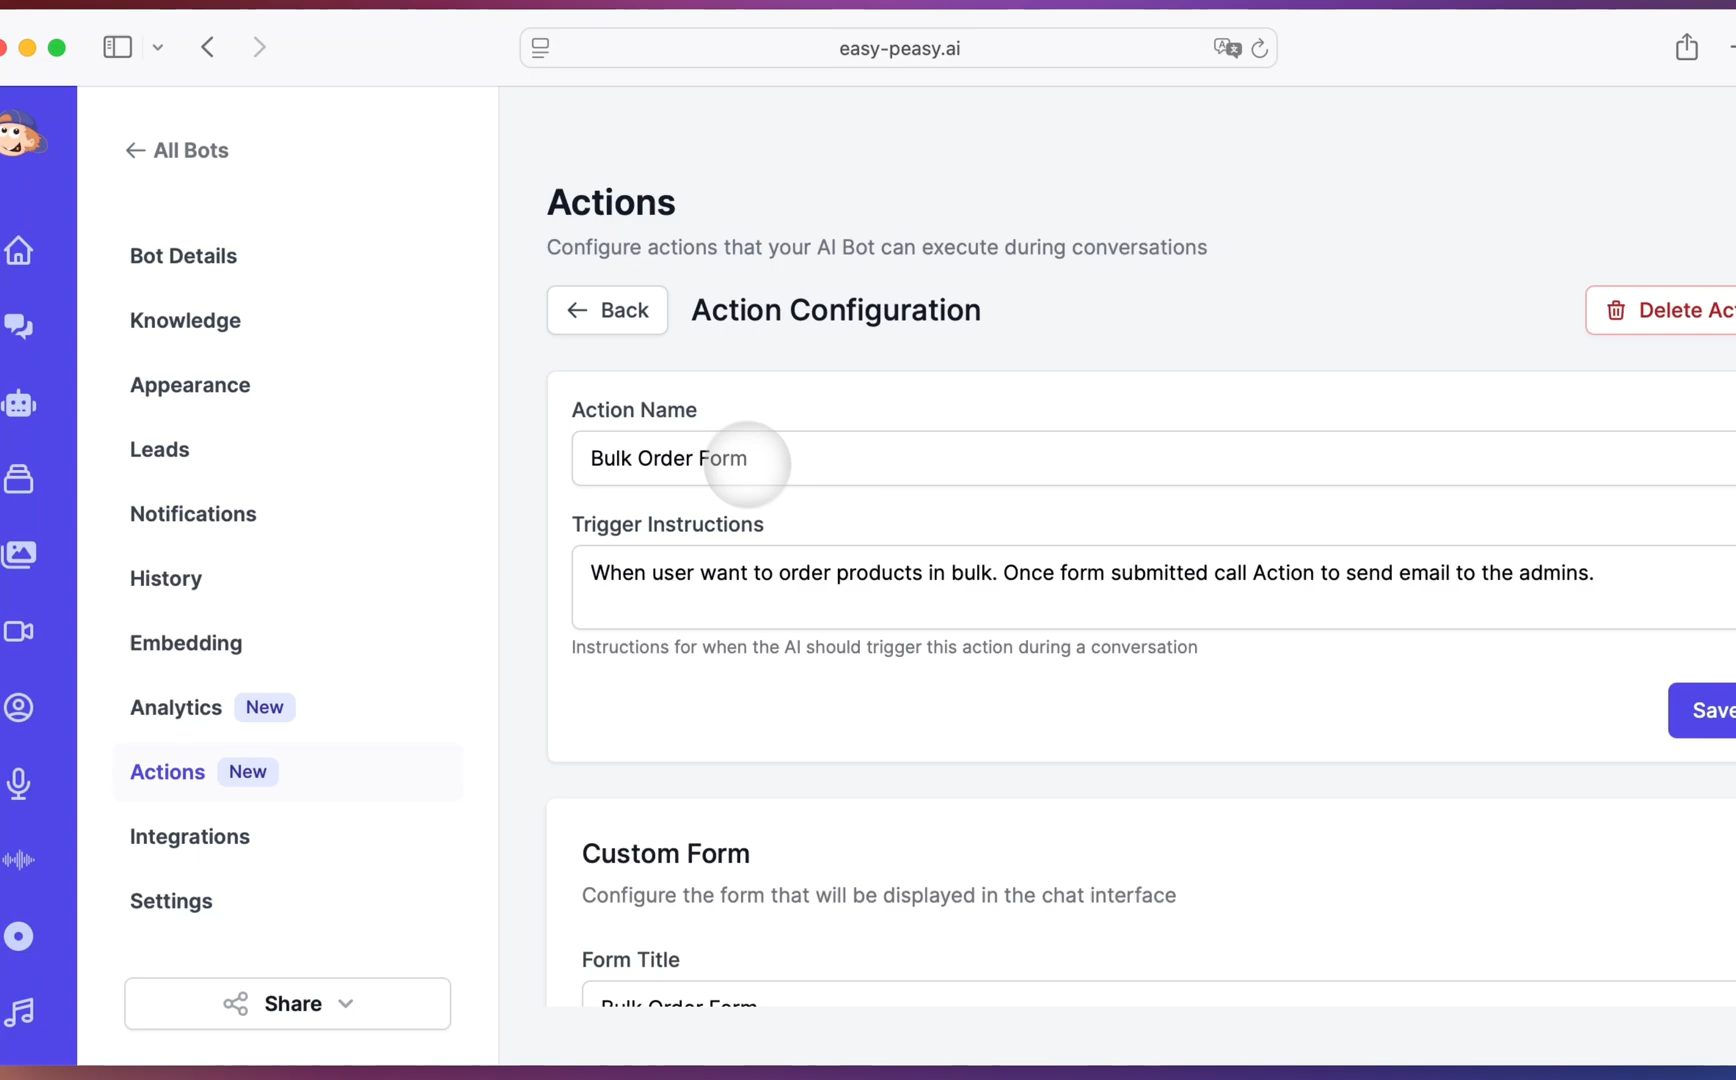 easy-peasy.ai
All Bots
Bot Details
Knowledge
Appearance
Leads
Notifications
History
Embedding
Analytics New
Actions New
Integrations
Settings
Share
Actions
Configure actions that your AI Bot can execute during conversations
Back
Action Configuration
Delete Act
Action Name
Bulk Order Form
Trigger Instructions
When user want to order products in bulk. Once form submitted call Action to send email to the admins.
Instructions for when the AI should trigger this action during a conversation
Save
Custom Form
Configure the form that will be displayed in the chat interface
Form Title
Bulk Order Form